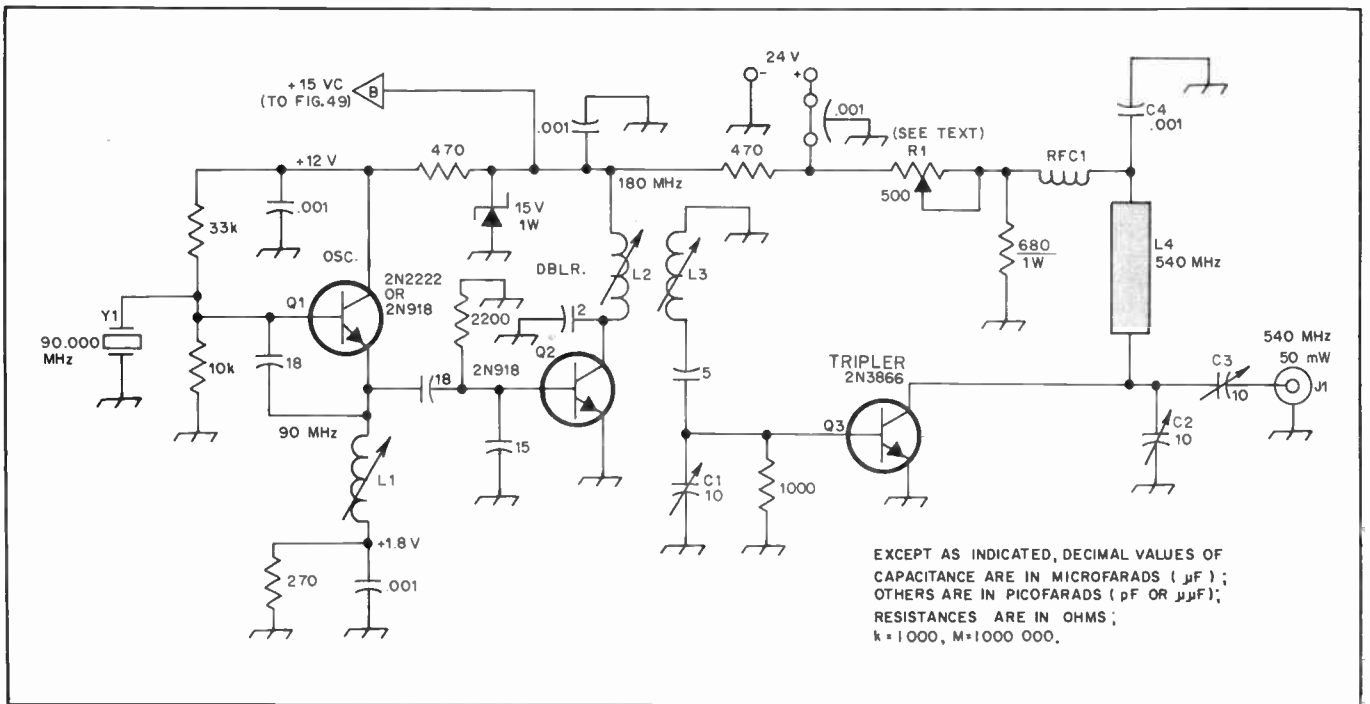 24 V
- +
+15 VC
(TO FIG.49)
B
.001
.001
(SEE TEXT)
R1
500
C4
.001
470
+12 V
470
RFC1
180 MHz
.001
33k
15 V
1W
680
1W
L4
540 MHz
OSC.
2N2222
OR
2N918
DBLR.
L2
L3
Q1
Y1
90.000
MHz
2200
2
18
10k
2N918
Q2
5
TRIPLER
2N3866
C3
10
540 MHz
50 mW
J1
18
90 MHz
15
Q3
C2
10
L1
C1
10
1000
+1.8 V
270
.001
EXCEPT AS INDICATED, DECIMAL VALUES OF
CAPACITANCE ARE IN MICROFARADS ( µF ) ;
OTHERS ARE IN PICOFARADS ( pF OR µµF);
RESISTANCES ARE IN OHMS ;
k = 1000, M=1000 000.